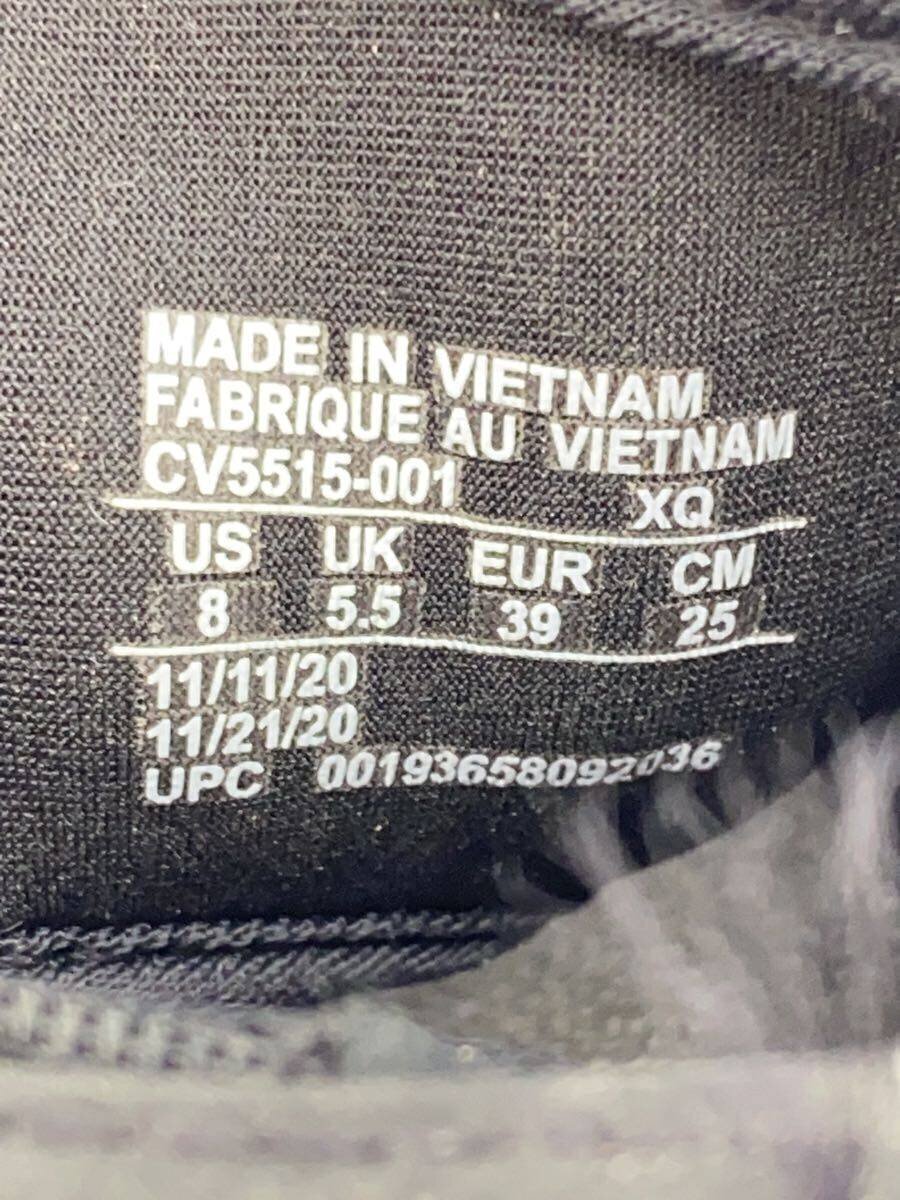 MADE IN VIETNAM
FABRIQUE AU VIETNAM
CV5515-001 XQ
US UK EUR CM
8 5.5 39 25
11/11/20
11/21/20
UPC 00193658092036